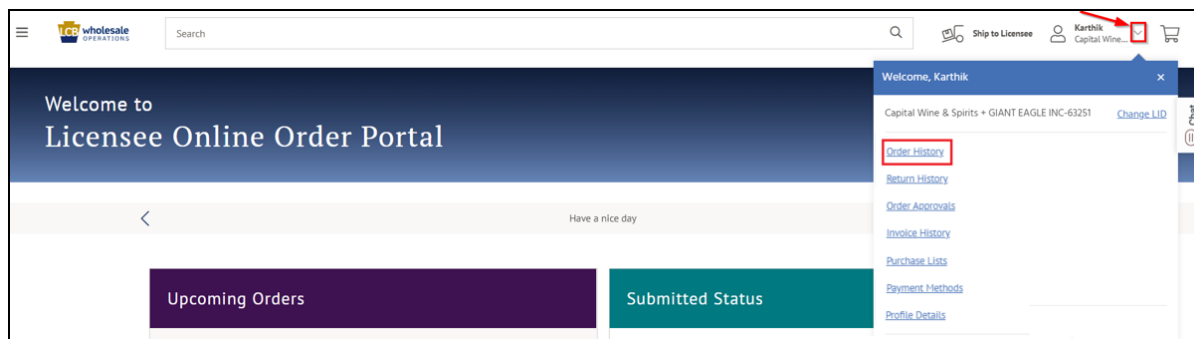 LCB wholesale
OPERATIONS
Search
Ship to Licensee
Karthik
Capital Wine...
Welcome to
Licensee Online Order Portal
Welcome, Karthik
Capital Wine & Spirits + GIANT EAGLE INC-63251
Change LID
Order History
Return History
Order Approvals
Invoice History
Purchase Lists
Payment Methods
Profile Details
Chat
Have a nice day
Upcoming Orders
Submitted Status